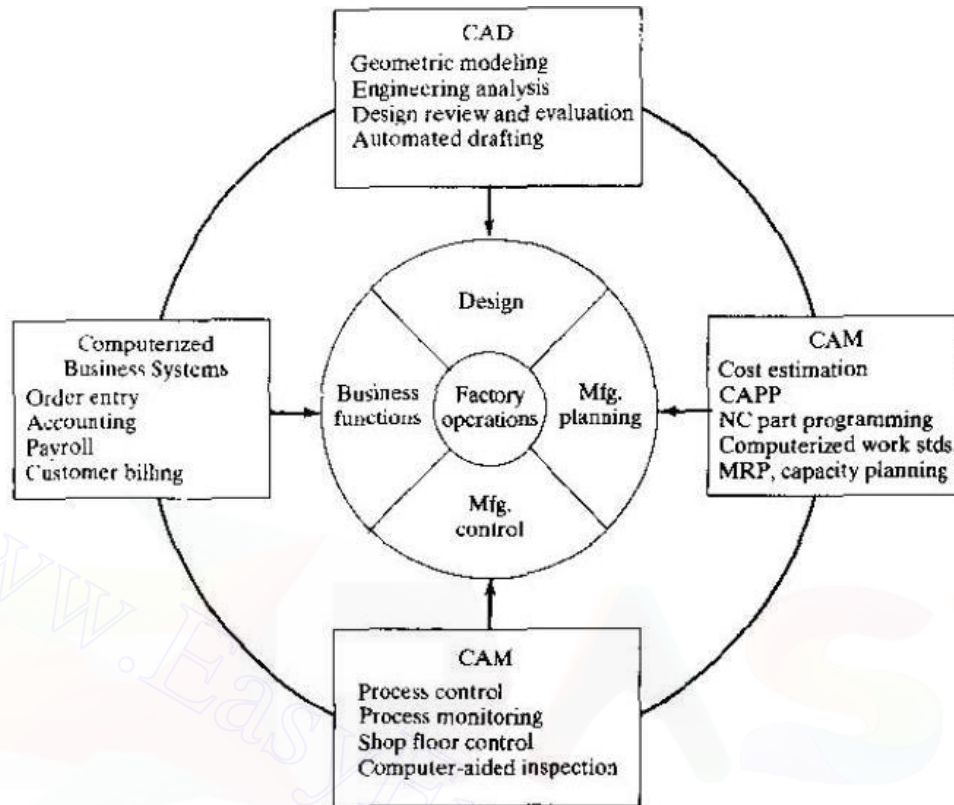 CAD
Geometric modeling
Engineering analysis
Design review and evaluation
Automated drafting
Design
Computerized
Business Systems
Order entry
Accounting
Payroll
Customer billing
Business
functions
Factory
operations
Mfg.
planning
CAM
Cost estimation
CAPP
NC part programming
Computerized work stds.
MRP, capacity planning
Mfg.
control
CAM
Process control
Process monitoring
Shop floor control
Computer-aided inspection